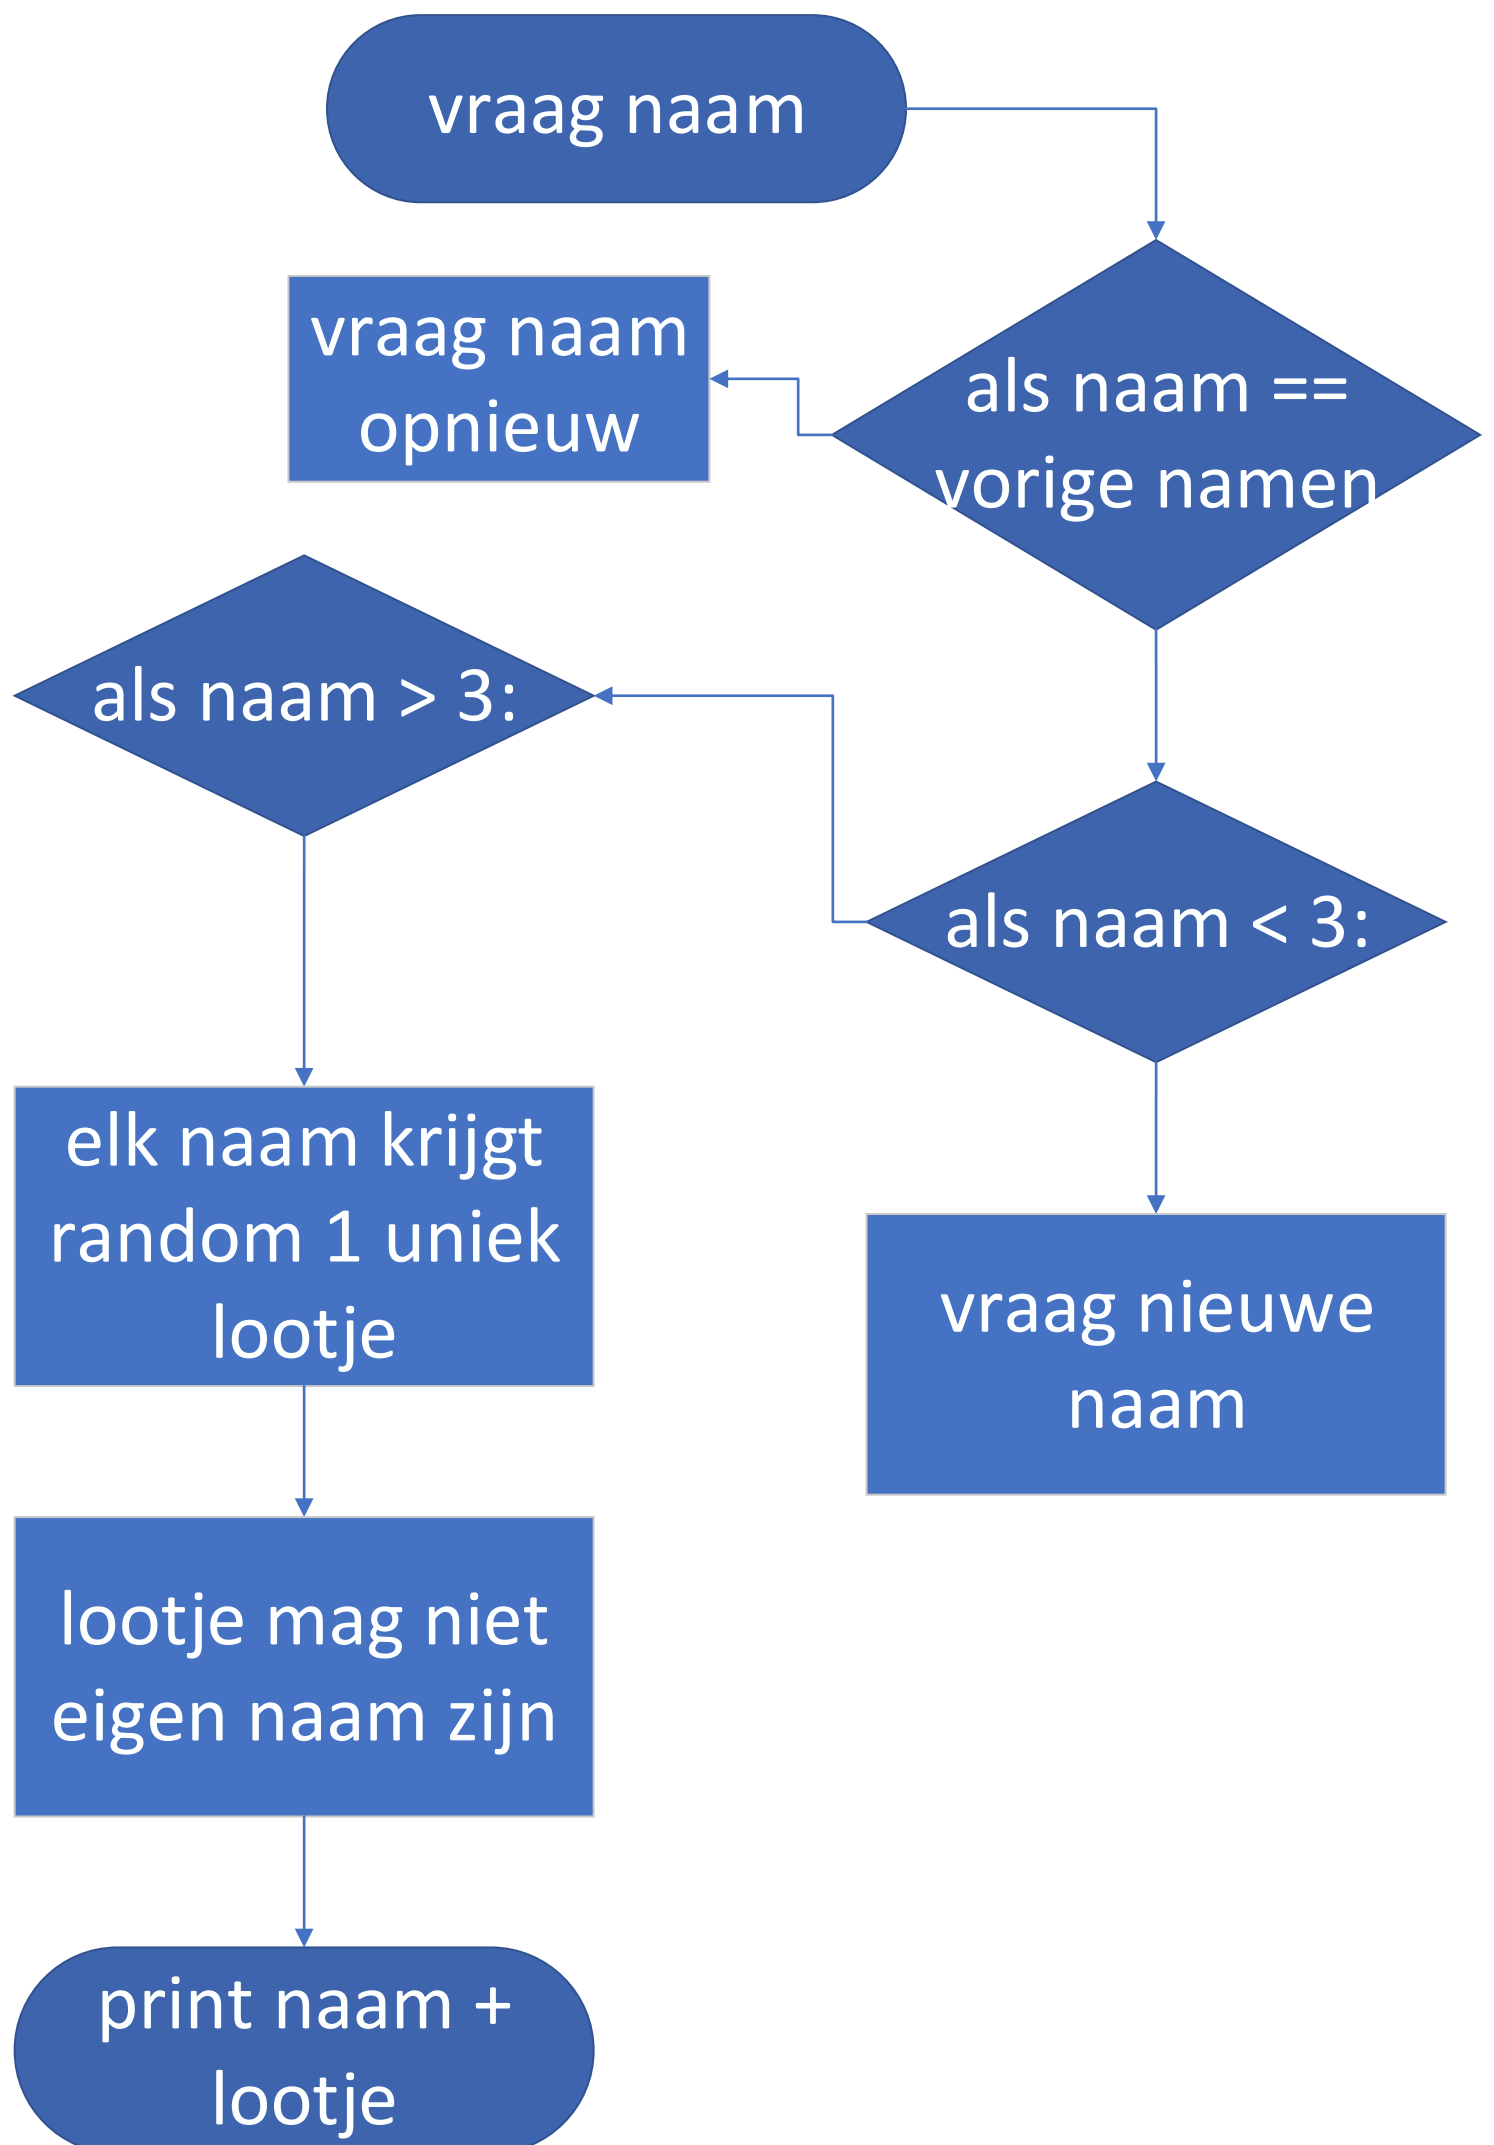 vraag naam
vraag naam
opnieuw
als naam ==
vorige namen
als naam > 3:
als naam < 3:
elk naam krijgt
random 1 uniek
lootje
vraag nieuwe
naam
lootje mag niet
eigen naam zijn
print naam +
lootje